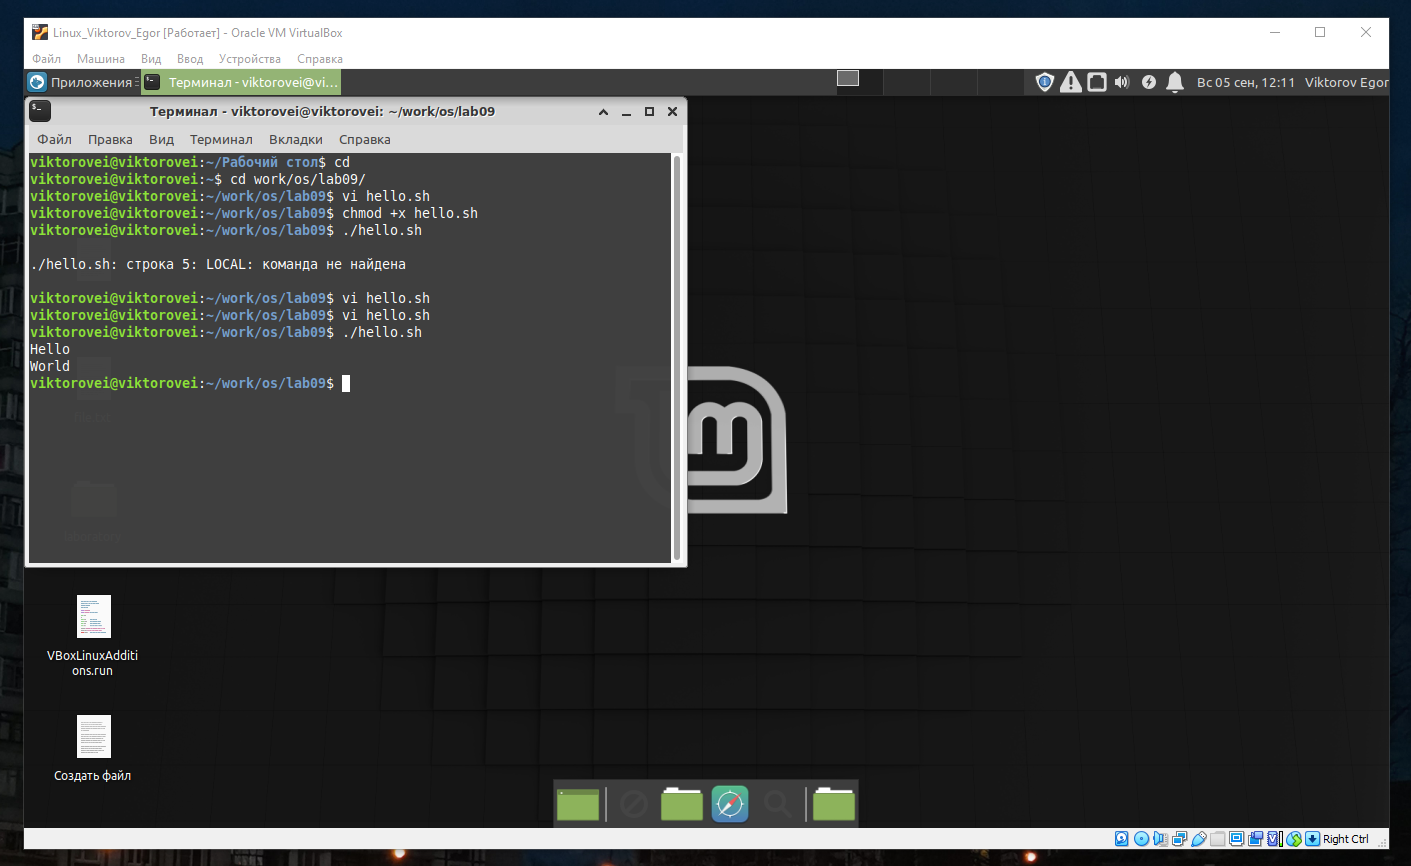 Linux_Viktorov_Egor [Работает] - Oracle VM VirtualBox
Файл Машина Вид Ввод Устройства Справка
Приложения Терминал - viktorovei@vi... Вс 05 сен, 12:11 Viktorov Egor
Терминал - viktorovei@viktorovei: ~/work/os/lab09
Файл Правка Вид Терминал Вкладки Справка
viktorovei@viktorovei:~/Рабочий стол$ cd
viktorovei@viktorovei:~$ cd work/os/lab09/
viktorovei@viktorovei:~/work/os/lab09$ vi hello.sh
viktorovei@viktorovei:~/work/os/lab09$ chmod +x hello.sh
viktorovei@viktorovei:~/work/os/lab09$ ./hello.sh
./hello.sh: строка 5: LOCAL: команда не найдена
viktorovei@viktorovei:~/work/os/lab09$ vi hello.sh
viktorovei@viktorovei:~/work/os/lab09$ vi hello.sh
viktorovei@viktorovei:~/work/os/lab09$ ./hello.sh
Hello
World
viktorovei@viktorovei:~/work/os/lab09$
VBoxLinuxAdditi
ons.run
Создать файл
Right Ctrl